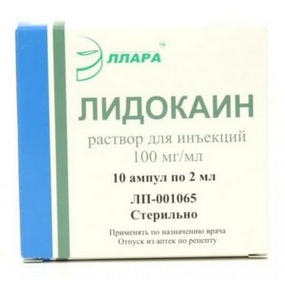 ЭЛЛАРА
ЛИДОКАИН
раствор для инъекций
100 мг/мл
10 ампул по 2 мл
ЛП-001065
Стерильно
Применять по назначению врача
Отпуск из аптек по рецепту